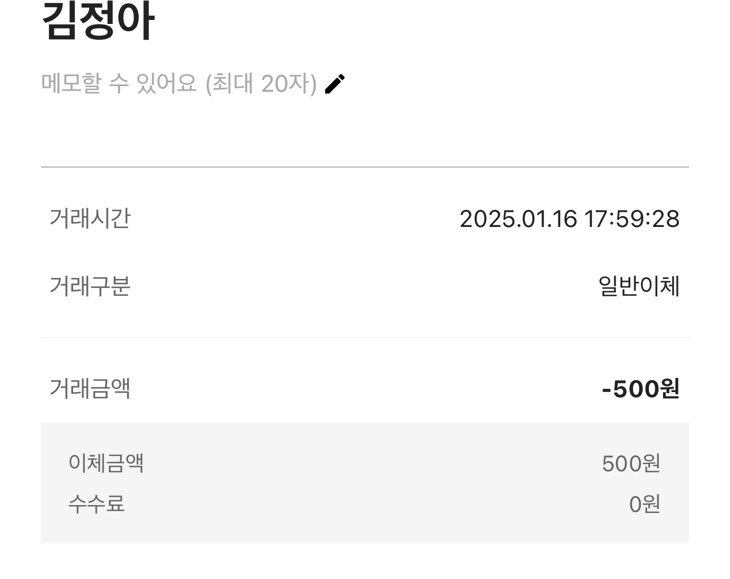 김정아
메모할 수 있어요 (최대 20자)
거래시간 2025.01.16 17:59:28
거래구분 일반이체
거래금액 -500원
이체금액 500원
수수료 0원